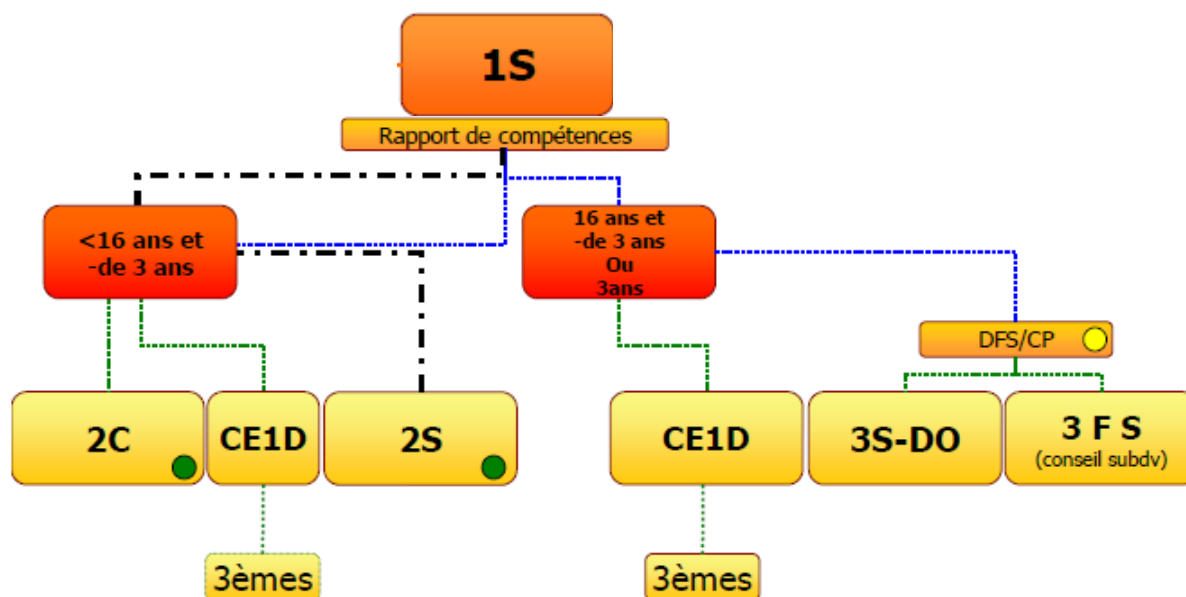 1S
Rapport de compétences
<16 ans et
-de 3 ans
16 ans et
-de 3 ans
Ou
3ans
DFS/CP
2C
CE1D
2S
CE1D
3S-DO
3 F S
(conseil subdv)
3èmes
3èmes